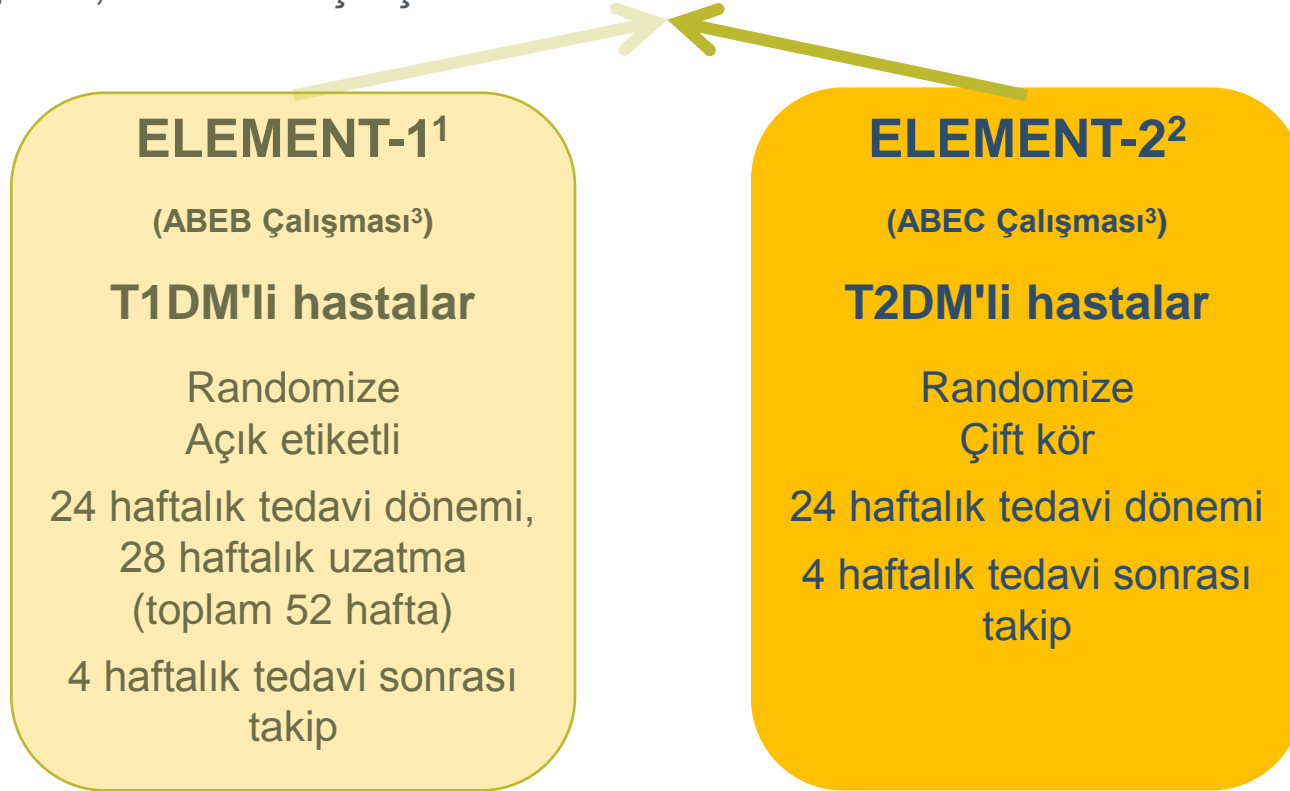 ELEMENT-1¹
(ABEB Çalışması³)
T1DM'li hastalar
Randomize
Açık etiketli
24 haftalık tedavi dönemi,
28 haftalık uzatma
(toplam 52 hafta)
4 haftalık tedavi sonrası
takip
ELEMENT-2²
(ABEC Çalışması³)
T2DM'li hastalar
Randomize
Çift kör
24 haftalık tedavi dönemi
4 haftalık tedavi sonrası
takip